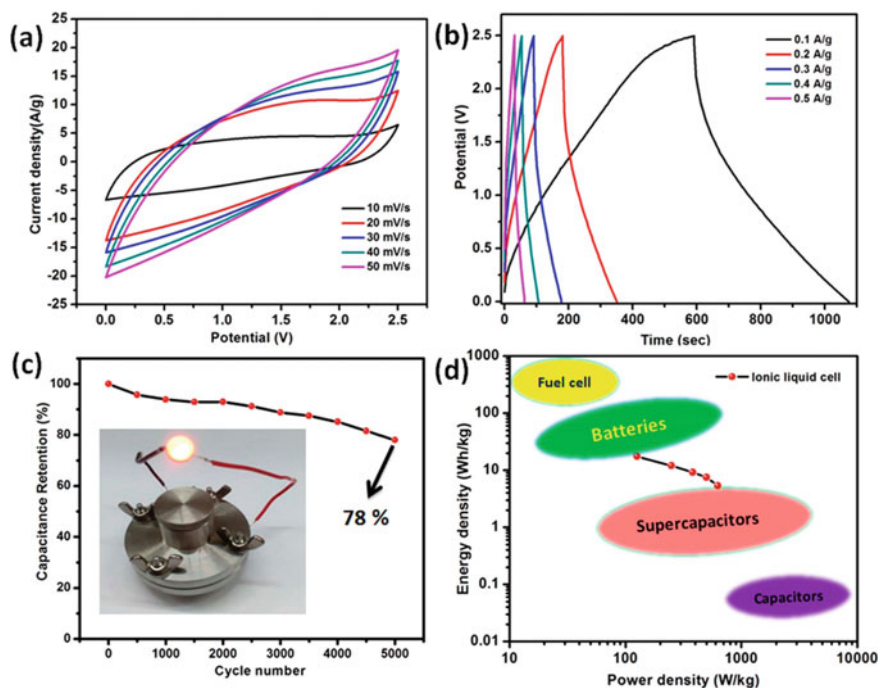 (a)
Current density(A/g)
25
20
15
10
5
0
-5
-10
-15
-20
-25
10 mV/s
20 mV/s
30 mV/s
40 mV/s
50 mV/s
0.0 0.5 1.0 1.5 2.0 2.5
Potential (V)
(b)
Potential (V)
2.5
2.0
1.5
1.0
0.5
0.0
0.1 A/g
0.2 A/g
0.3 A/g
0.4 A/g
0.5 A/g
0 200 400 600 800 1000
Time (sec)
(c)
Capacitance Retention (%)
100
80
60
40
20
0
78 %
0 1000 2000 3000 4000 5000
Cycle number
(d)
Energy density (Wh/kg)
1000
100
10
1
0.1
0.01
Fuel cell
Ionic liquid cell
Batteries
Supercapacitors
Capacitors
10 100 1000 10000
Power density (W/kg)